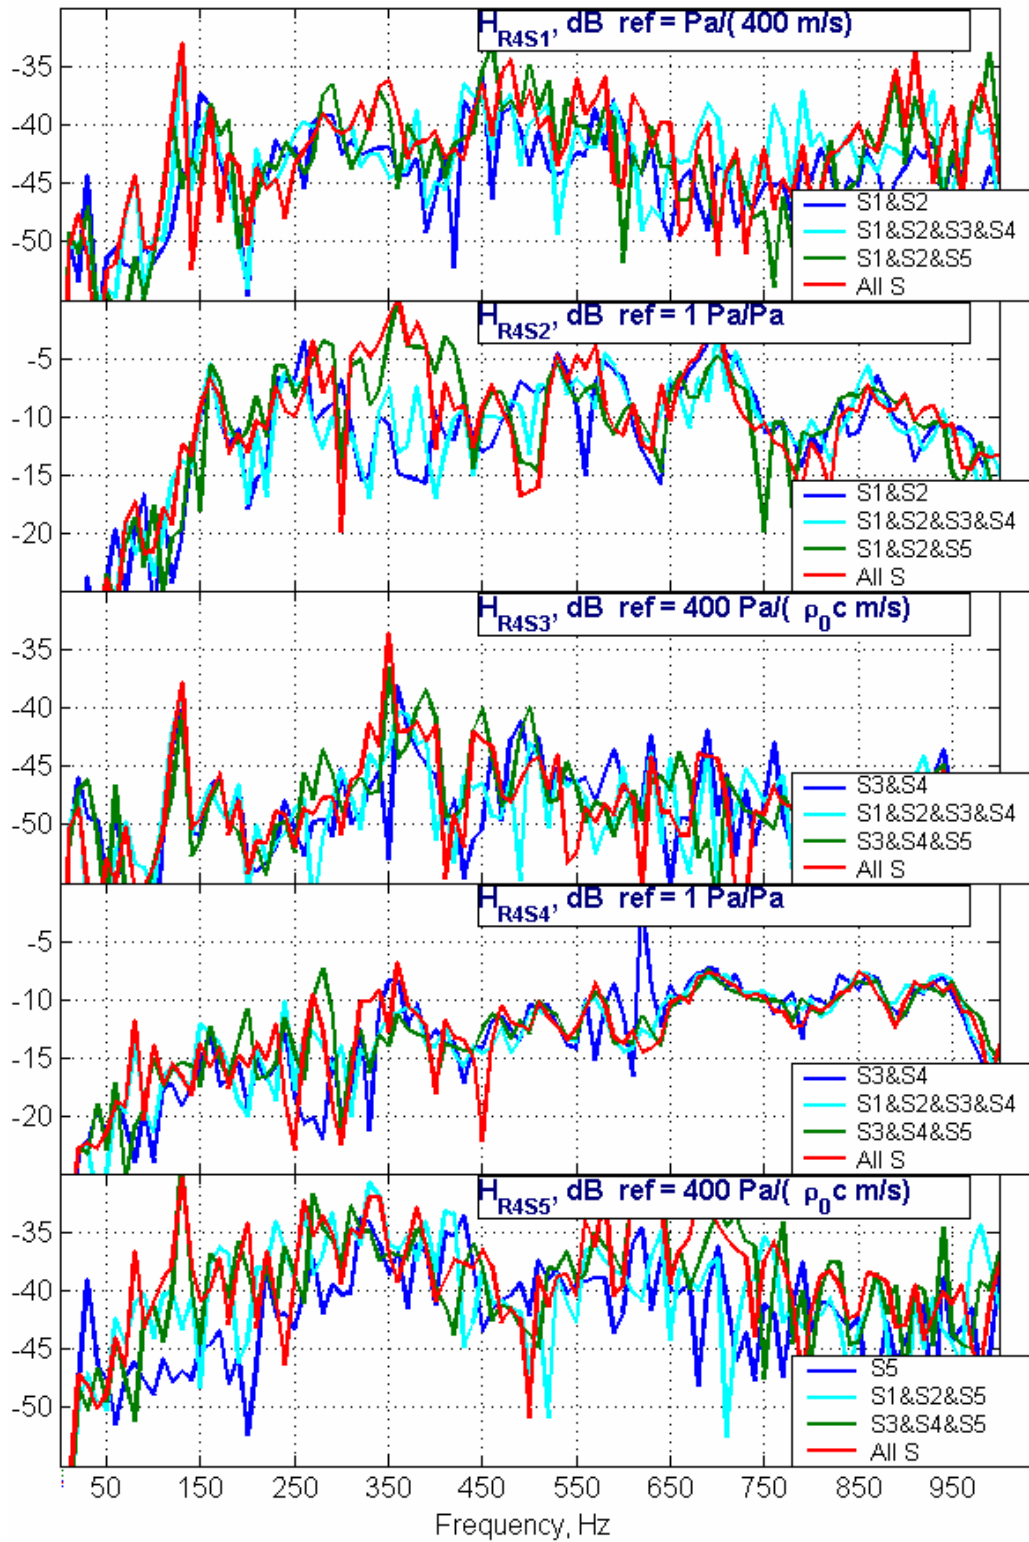 H_R4S1, dB ref = Pa/( 400 m/s)
-35
-40
-45
-50
S1&S2
S1&S2&S3&S4
S1&S2&S5
All S
H_R4S2, dB ref = 1 Pa/Pa
-5
-10
-15
-20
S1&S2
S1&S2&S3&S4
S1&S2&S5
All S
H_R4S3, dB ref = 400 Pa/( ρ₀c m/s)
-35
-40
-45
-50
S3&S4
S1&S2&S3&S4
S3&S4&S5
All S
H_R4S4, dB ref = 1 Pa/Pa
-5
-10
-15
-20
S3&S4
S1&S2&S3&S4
S3&S4&S5
All S
H_R4S5, dB ref = 400 Pa/( ρ₀c m/s)
-35
-40
-45
-50
S5
S1&S2&S5
S3&S4&S5
All S
50 150 250 350 450 550 650 750 850 950
Frequency, Hz